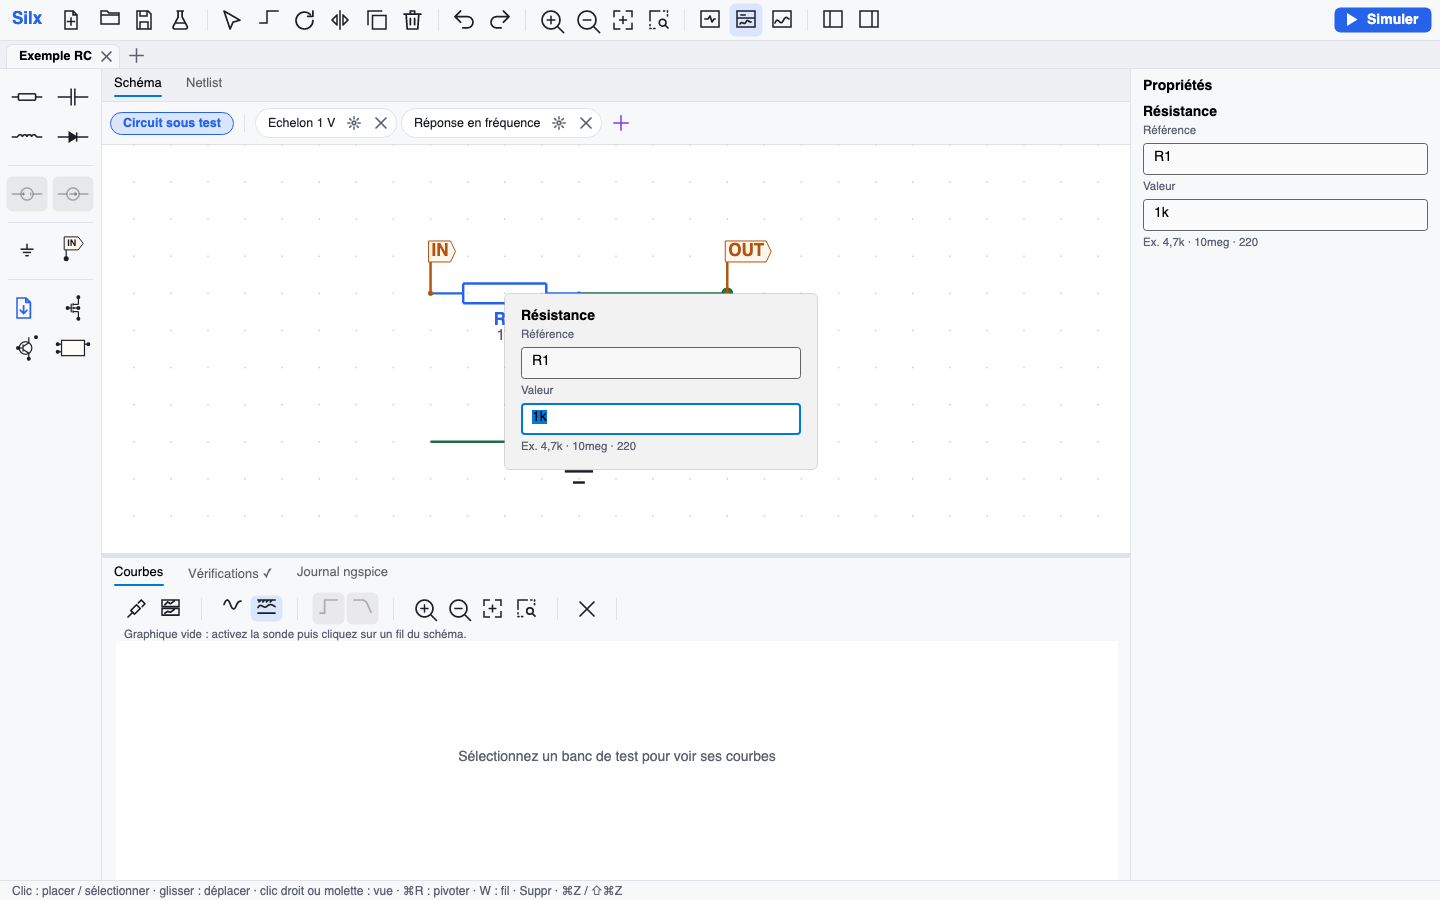 Silx
Simuler
Exemple RC
Schéma
Netlist
Circuit sous test
Echelon 1 V
Réponse en fréquence
IN
IN
OUT
R
1
Résistance
Référence
R1
Valeur
1k
Ex. 4,7k · 10meg · 220
Propriétés
Résistance
Référence
R1
Valeur
1k
Ex. 4,7k · 10meg · 220
Courbes
Vérifications ✓
Journal ngspice
Graphique vide : activez la sonde puis cliquez sur un fil du schéma.
Sélectionnez un banc de test pour voir ses courbes
Clic : placer / sélectionner · glisser : déplacer · clic droit ou molette : vue · ⌘R : pivoter · W : fil · Suppr · ⌘Z / ⇧⌘Z